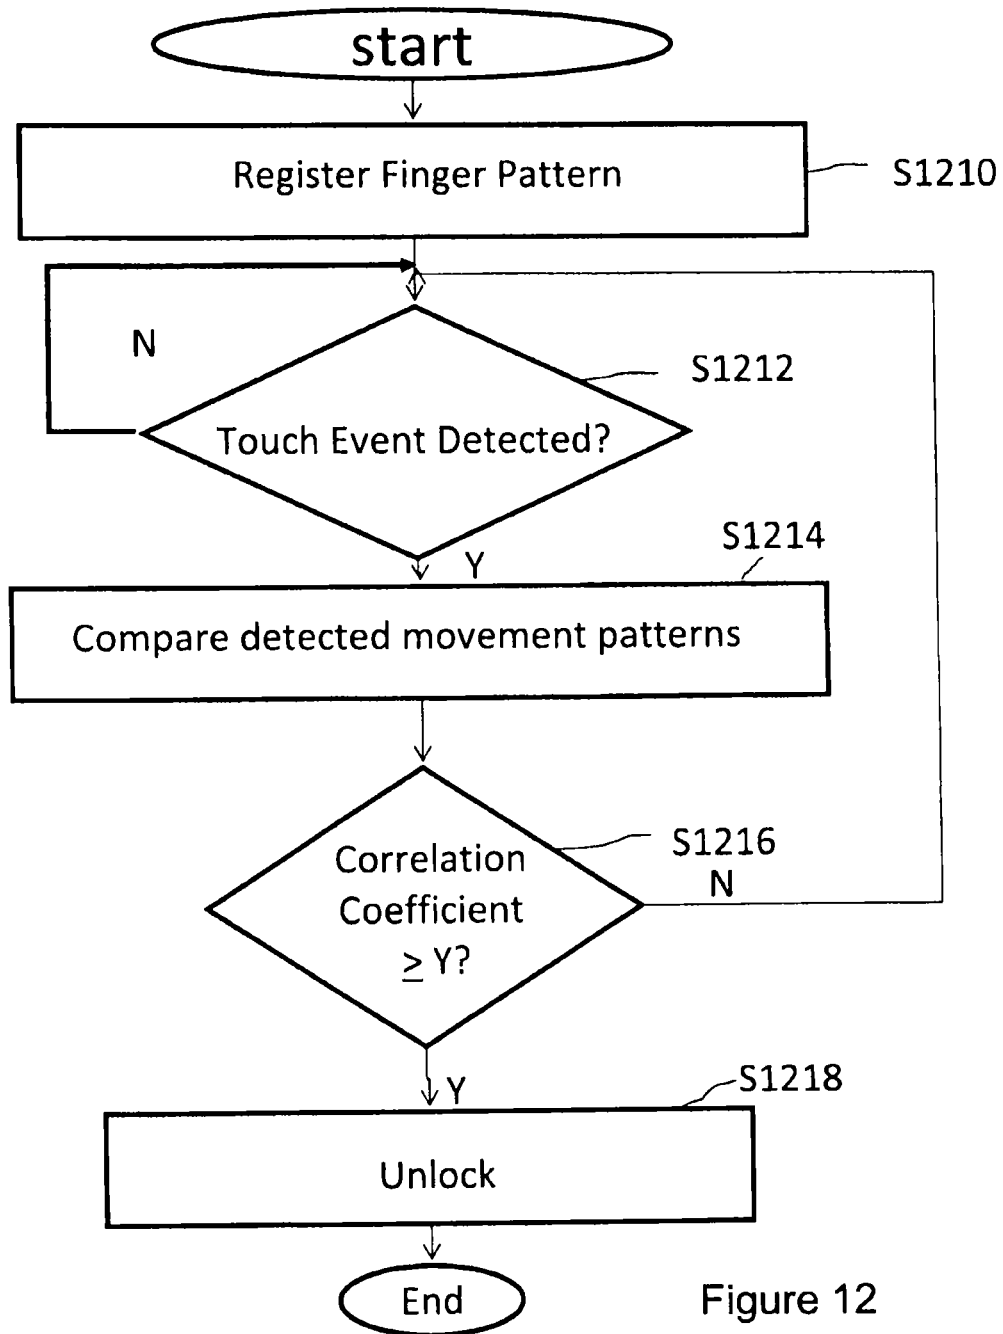 start
Register Finger Pattern
S1210
N
S1212
Touch Event Detected?
S1214
Y
Compare detected movement patterns
S1216
Correlation
Coefficient
≥ Y?
N
S1218
Y
Unlock
End
Figure 12